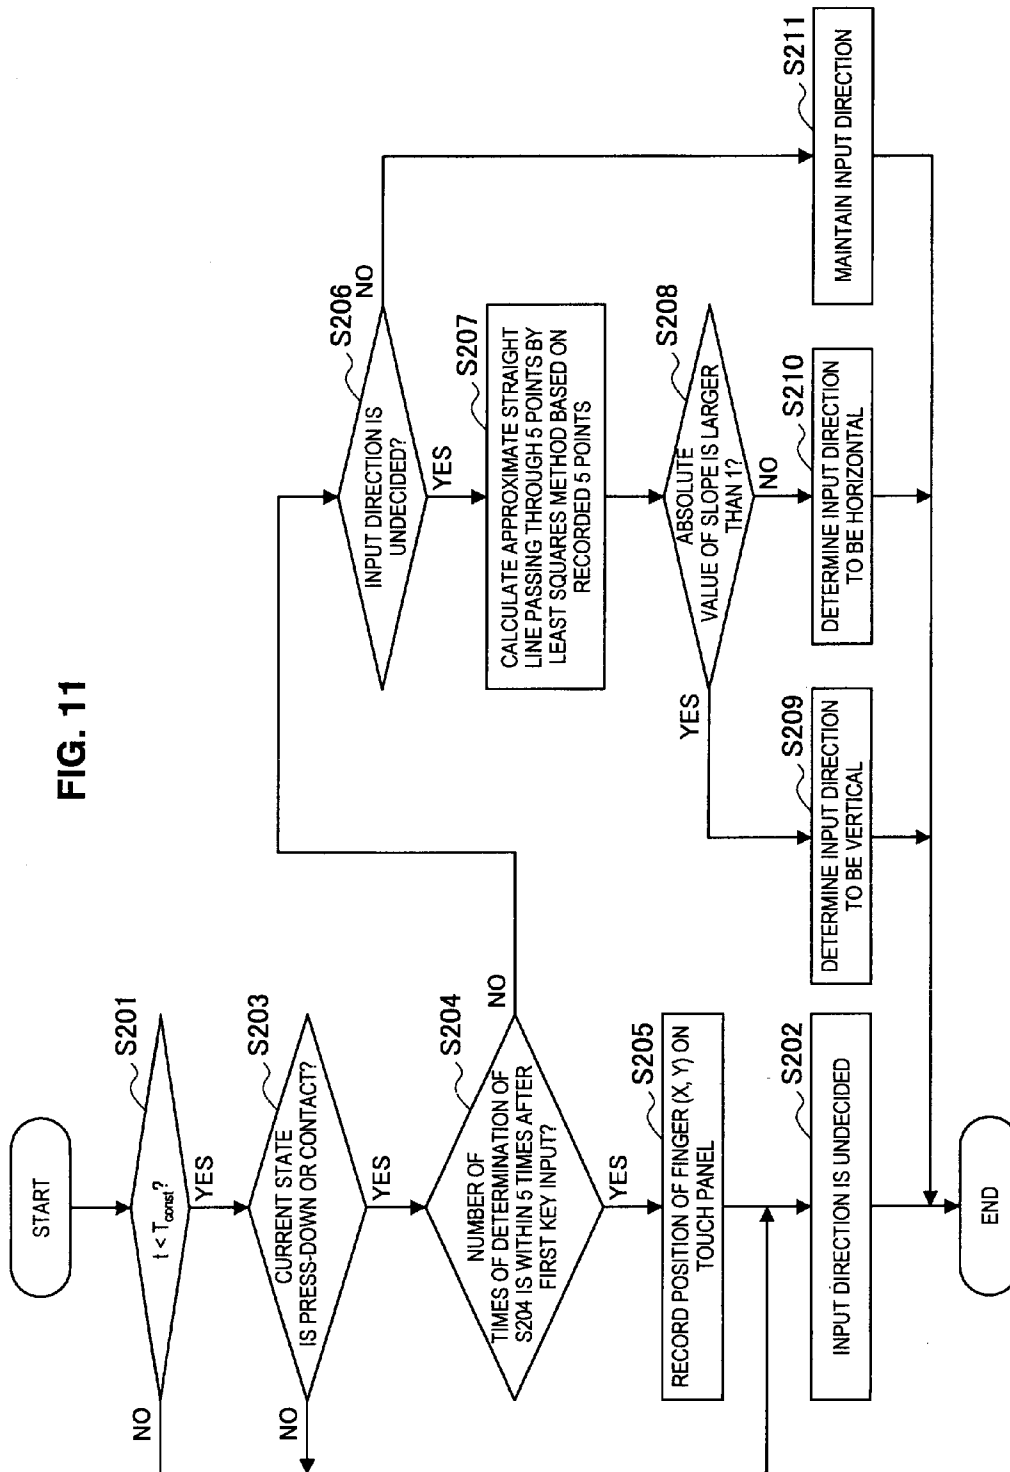 FIG. 11
START
S201
t < Tconst?
NO
YES
S203
CURRENT STATE
IS PRESS-DOWN OR CONTACT?
NO
YES
S204
NUMBER OF
TIMES OF DETERMINATION OF
S204 IS WITHIN 5 TIMES AFTER
FIRST KEY INPUT?
NO
YES
S205
RECORD POSITION OF FINGER (X, Y) ON
TOUCH PANEL
S202
INPUT DIRECTION IS UNDECIDED
END
S206
INPUT DIRECTION IS
UNDECIDED?
NO
YES
S207
CALCULATE APPROXIMATE STRAIGHT
LINE PASSING THROUGH 5 POINTS BY
LEAST SQUARES METHOD BASED ON
RECORDED 5 POINTS
S208
ABSOLUTE
VALUE OF SLOPE IS LARGER
THAN 1?
YES
NO
S209
DETERMINE INPUT DIRECTION
TO BE VERTICAL
S210
DETERMINE INPUT DIRECTION
TO BE HORIZONTAL
S211
MAINTAIN INPUT DIRECTION